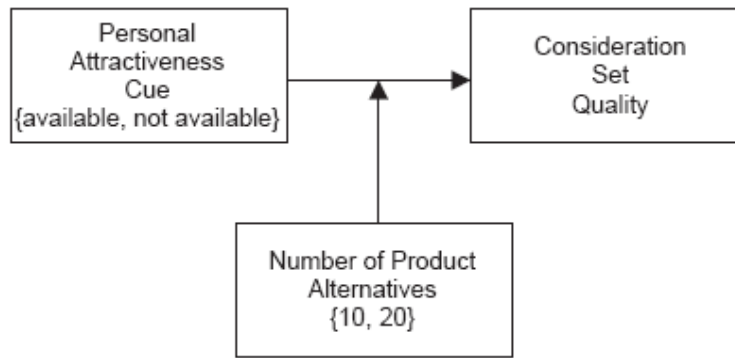 Personal
Attractiveness
Cue
{available, not available}
Consideration
Set
Quality
Number of Product
Alternatives
{10, 20}